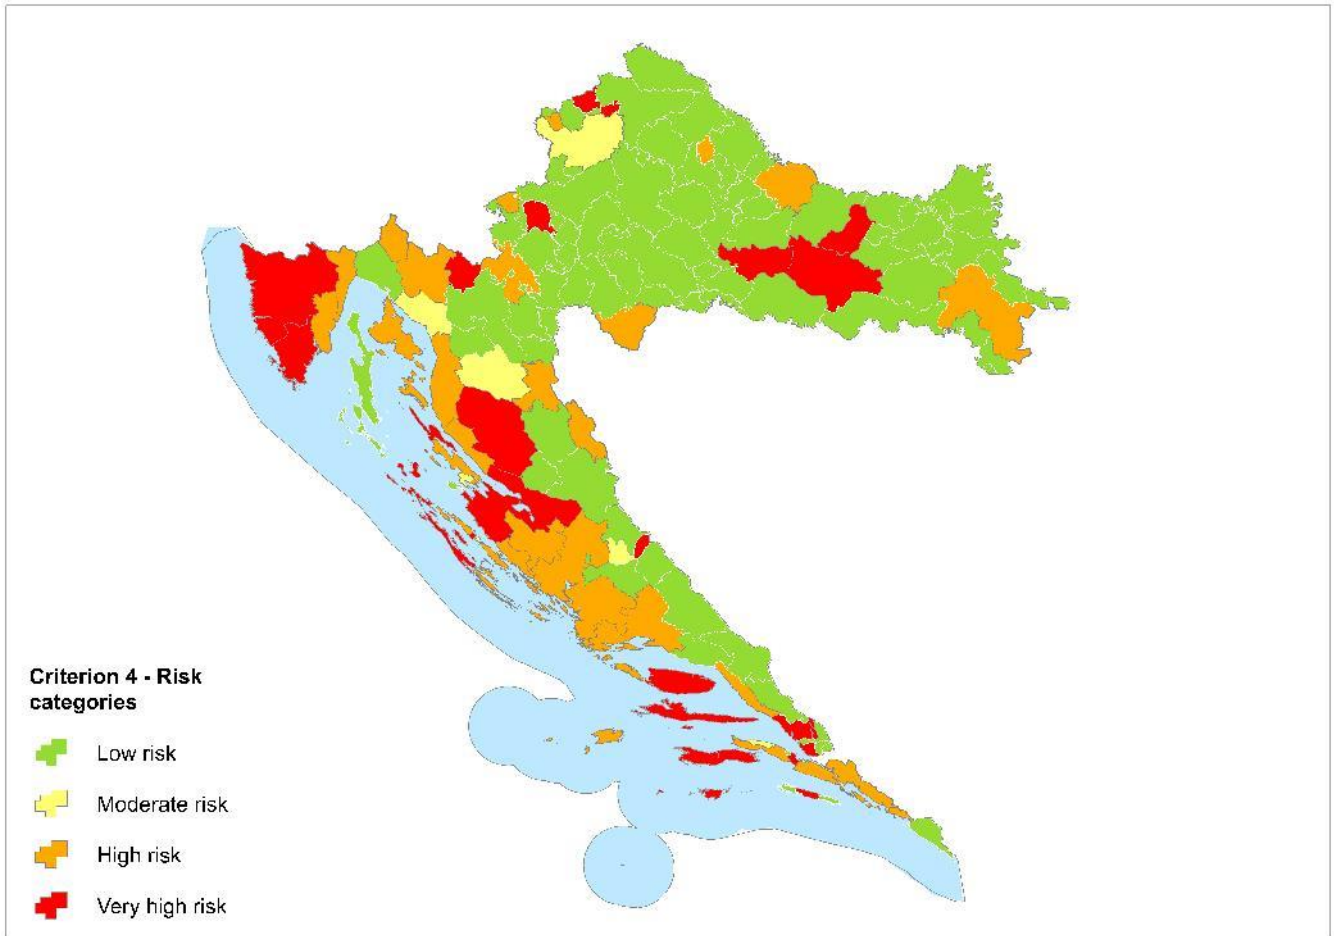 Criterion 4 - Risk
categories
Low risk
Moderate risk
High risk
Very high risk